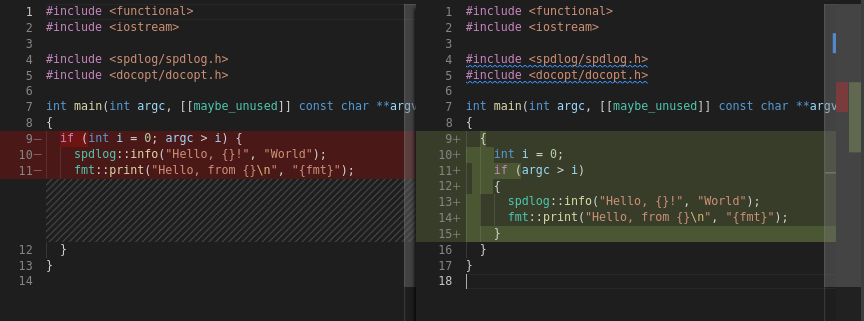 1 #include <functional>
2 #include <iostream>
3
4 #include <spdlog/spdlog.h>
5 #include <docopt/docopt.h>
6
7 int main(int argc, [[maybe_unused]] const char **argv
8 {
9− if (int i = 0; argc > i) {
10− spdlog::info("Hello, {}!", "World");
11− fmt::print("Hello, from {}\n", "{fmt}");
12 }
13 }
14
1 #include <functional>
2 #include <iostream>
3
4 #include <spdlog/spdlog.h>
5 #include <docopt/docopt.h>
6
7 int main(int argc, [[maybe_unused]] const char **argv
8 {
9+ {
10+ int i = 0;
11+ if (argc > i)
12+ {
13+ spdlog::info("Hello, {}!", "World");
14+ fmt::print("Hello, from {}\n", "{fmt}");
15+ }
16 }
17 }
18